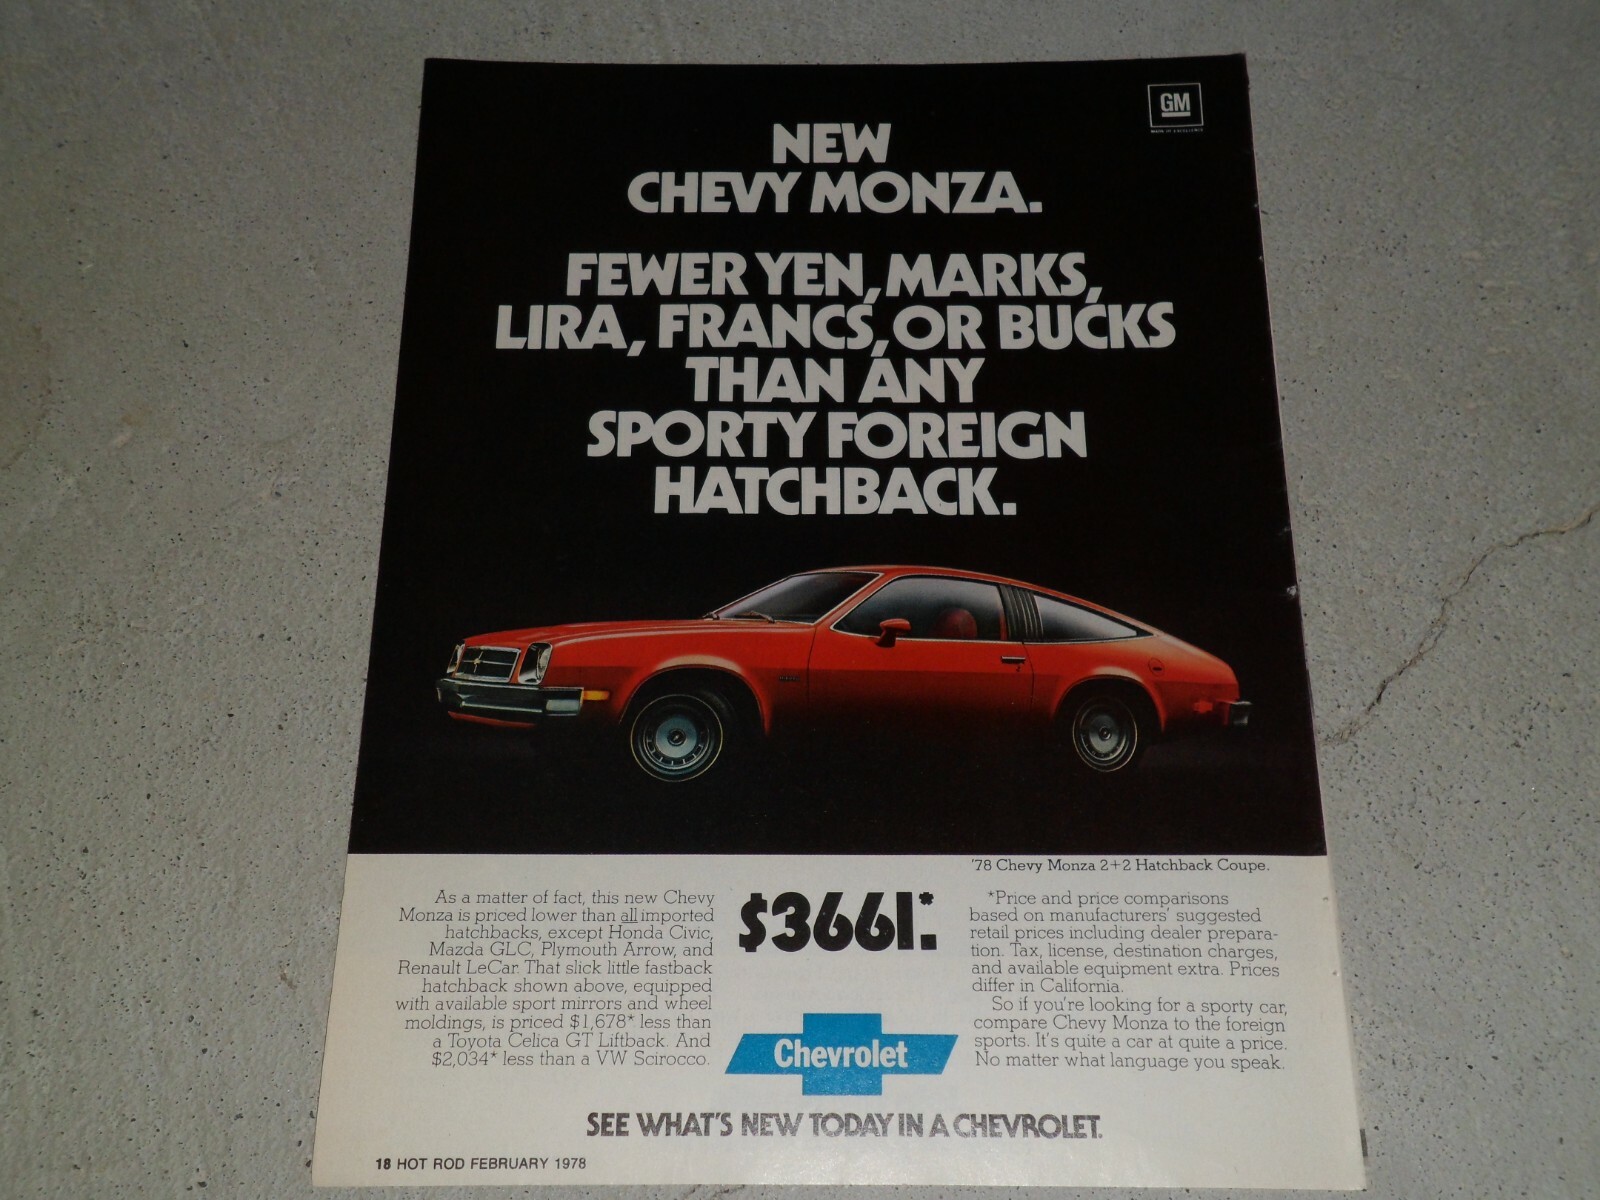 GM
MARK OF EXCELLENCE
NEW
CHEVY MONZA.
FEWER YEN, MARKS,
LIRA, FRANCS, OR BUCKS
THAN ANY
SPORTY FOREIGN
HATCHBACK.
'78 Chevy Monza 2+2 Hatchback Coupe.
As a matter of fact, this new Chevy
Monza is priced lower than all imported
hatchbacks, except Honda Civic,
Mazda GLC, Plymouth Arrow, and
Renault LeCar. That slick little fastback
hatchback shown above, equipped
with available sport mirrors and wheel
moldings, is priced $1,678* less than
a Toyota Celica GT Liftback. And
$2,034* less than a VW Scirocco.
$3661.*
Chevrolet
*Price and price comparisons
based on manufacturers' suggested
retail prices including dealer prepara-
tion. Tax, license, destination charges,
and available equipment extra. Prices
differ in California.
So if you're looking for a sporty car,
compare Chevy Monza to the foreign
sports. It's quite a car at quite a price.
No matter what language you speak.
SEE WHAT'S NEW TODAY IN A CHEVROLET.
18 HOT ROD FEBRUARY 1978